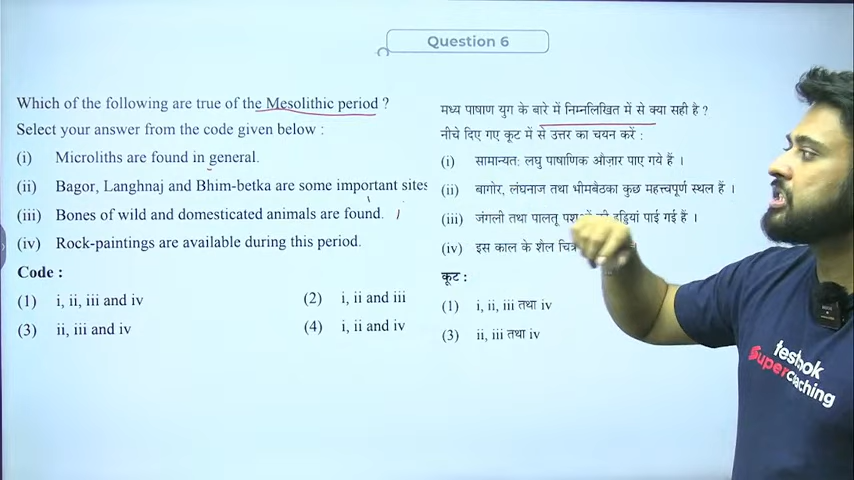 Question 6
Which of the following are true of the Mesolithic period ?
Select your answer from the code given below :
(i) Microliths are found in general.
(ii) Bagor, Langhnaj and Bhim-betka are some important sites
(iii) Bones of wild and domesticated animals are found.
(iv) Rock-paintings are available during this period.
Code :
(1) i, ii, iii and iv
(2) i, ii and iii
(3) ii, iii and iv
(4) i, ii and iv
मध्य पाषाण युग के बारे में निम्नलिखित में से क्या सही है ?
नीचे दिए गए कूट में से उत्तर का चयन करें :
(i) सामान्यत: लघु पाषाणिक औज़ार पाए गये हैं ।
(ii) बागोर, लंघनाज तथा भीमबैठका कुछ महत्त्वपूर्ण स्थल हैं ।
(iii) जंगली तथा पालतू हड्डियां पाई गई हैं ।
(iv) इस काल के शैल
कूट :
(1) i, ii, iii तथा iv
(3) ii, iii तथा iv
testbook
Supercoaching